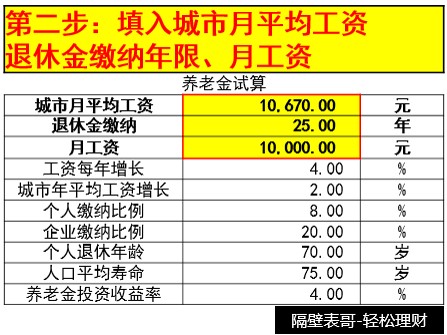 第二步：填入城市月平均工资
退休金缴纳年限、月工资
养老金试算
城市月平均工资 10,670.00 元
退休金缴纳 25.00 年
月工资 10,000.00 元
工资每年增长 4.00 %
城市年平均工资增长 2.00 %
个人缴纳比例 8.00 %
企业缴纳比例 20.00 %
个人退休年龄 70.00 岁
人口平均寿命 75.00 岁
养老金投资收益率 4.00 %
隔壁表哥-轻松理财